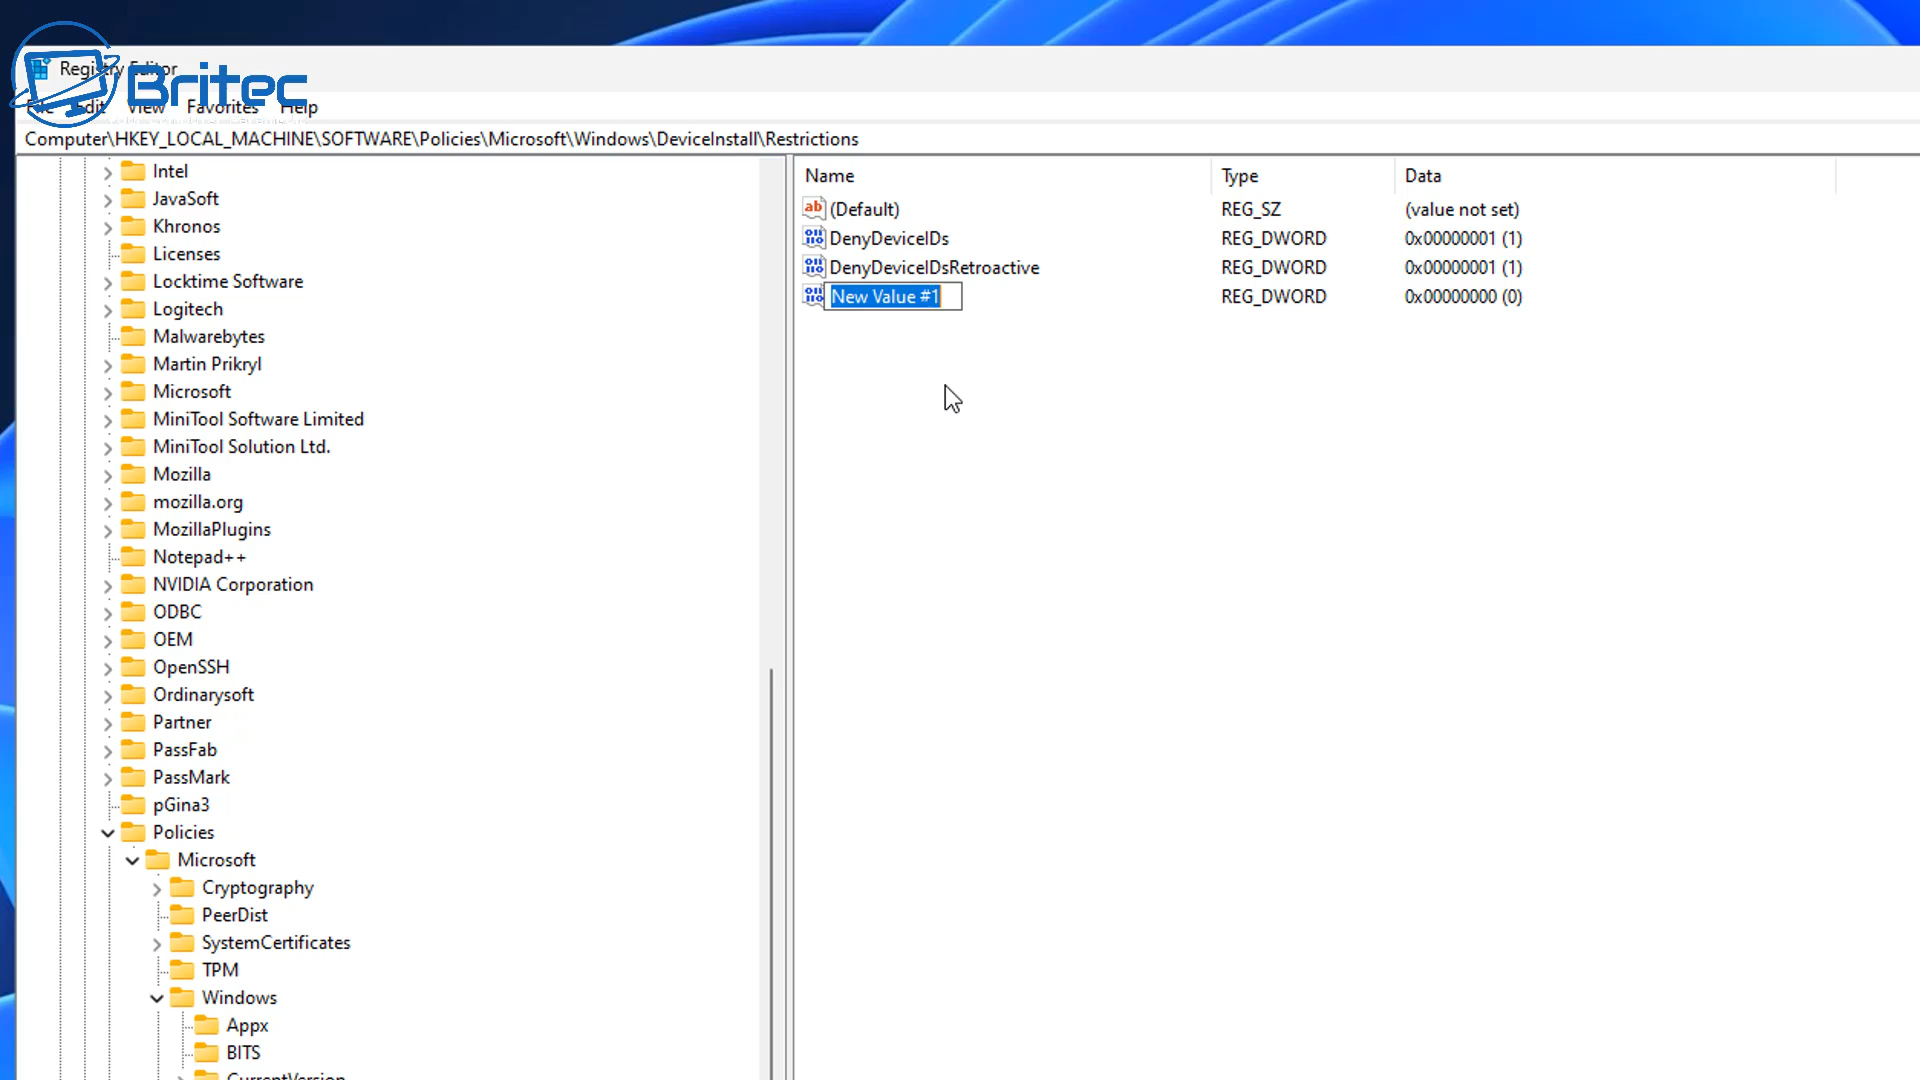 Registry Editor
Britec
File Edit View Favorites Help
Computer\HKEY_LOCAL_MACHINE\SOFTWARE\Policies\Microsoft\Windows\DeviceInstall\Restrictions
Intel
JavaSoft
Khronos
Licenses
Locktime Software
Logitech
Malwarebytes
Martin Prikryl
Microsoft
MiniTool Software Limited
MiniTool Solution Ltd.
Mozilla
mozilla.org
MozillaPlugins
Notepad++
NVIDIA Corporation
ODBC
OEM
OpenSSH
Ordinarysoft
Partner
PassFab
PassMark
pGina3
Policies
Microsoft
Cryptography
PeerDist
SystemCertificates
TPM
Windows
Appx
BITS
CurrentVersion
Name Type Data
(Default) REG_SZ (value not set)
DenyDeviceIDs REG_DWORD 0x00000001 (1)
DenyDeviceIDsRetroactive REG_DWORD 0x00000001 (1)
New Value #1 REG_DWORD 0x00000000 (0)